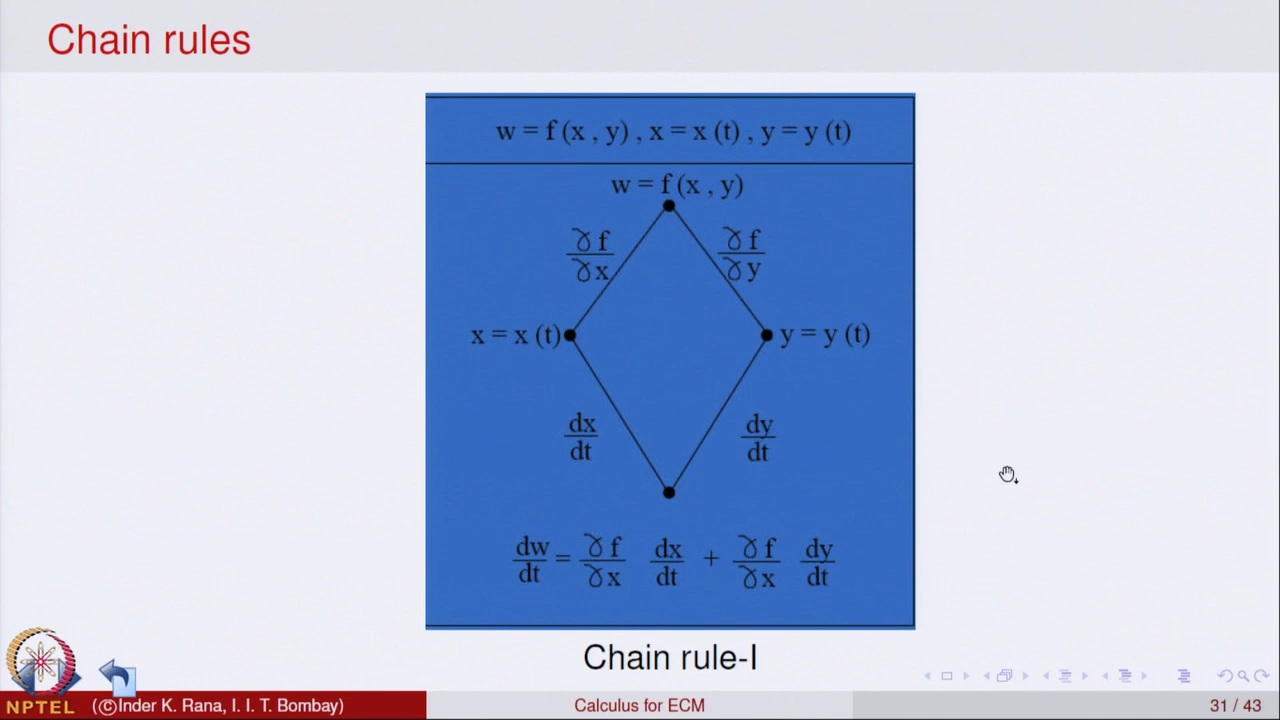 Chain rules
w = f (x , y) , x = x (t) , y = y (t)
w = f (x , y)
∂f/∂x ∂f/∂y
x = x (t) y = y (t)
dx/dt dy/dt
dw/dt = ∂f/∂x dx/dt + ∂f/∂x dy/dt
Chain rule-I
NPTEL (©Inder K. Rana, I. I. T. Bombay) Calculus for ECM 31 / 43